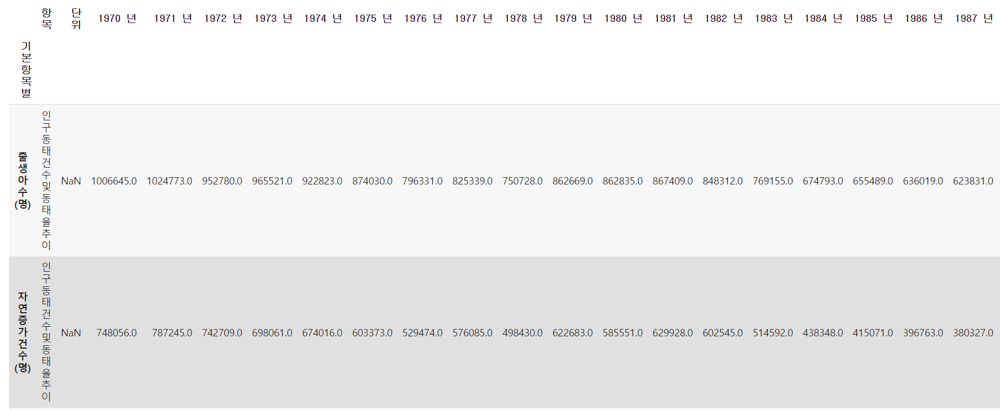 항목 단위 1970 년 1971 년 1972 년 1973 년 1974 년 1975 년 1976 년 1977 년 1978 년 1979 년 1980 년 1981 년 1982 년 1983 년 1984 년 1985 년 1986 년 1987 년
기본항목별
출생아수(명) 인구동태건수및동태율추이 NaN 1006645.0 1024773.0 952780.0 965521.0 922823.0 874030.0 796331.0 825339.0 750728.0 862669.0 862835.0 867409.0 848312.0 769155.0 674793.0 655489.0 636019.0 623831.0
자연증가건수(명) 인구동태건수및동태율추이 NaN 748056.0 787245.0 742709.0 698061.0 674016.0 603373.0 529474.0 576085.0 498430.0 622683.0 585551.0 629928.0 602545.0 514592.0 438348.0 415071.0 396763.0 380327.0